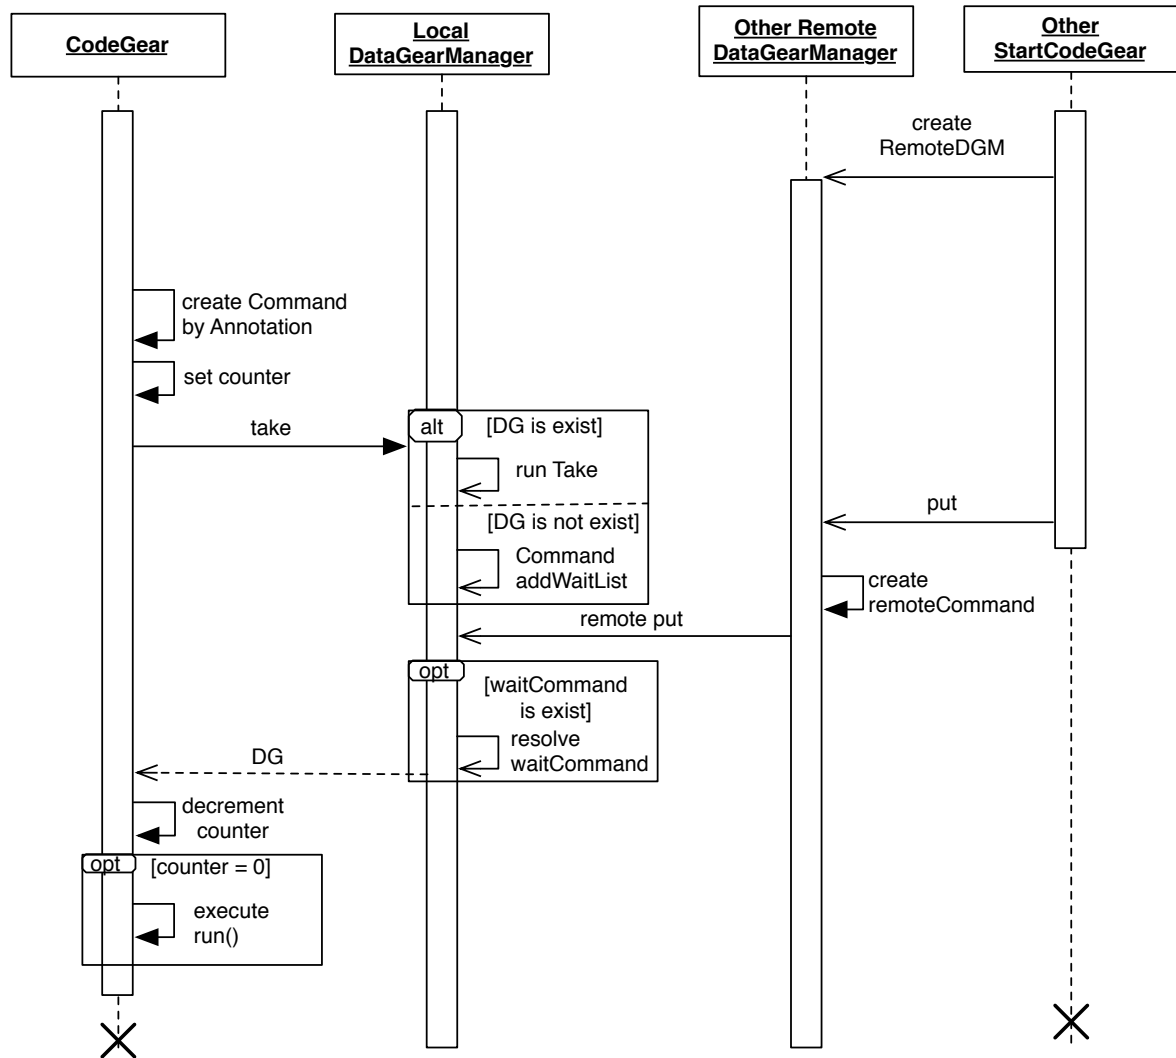 CodeGear
Local
DataGearManager
Other Remote
DataGearManager
Other
StartCodeGear
create
RemoteDGM
create Command
by Annotation
set counter
take
alt
[DG is exist]
run Take
[DG is not exist]
Command
addWaitList
put
create
remoteCommand
remote put
opt
[waitCommand
is exist]
resolve
waitCommand
DG
decrement
counter
opt
[counter = 0]
execute
run()